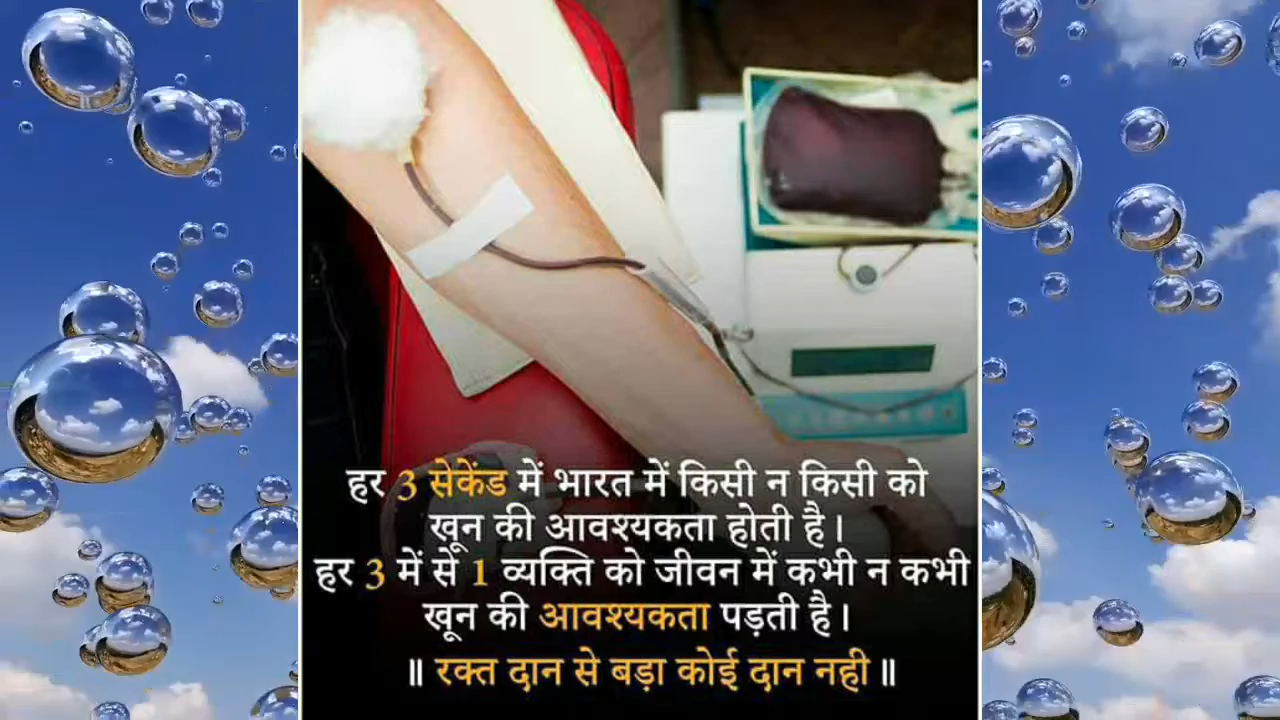 हर 3 सेकेंड में भारत में किसी न किसी को
खून की आवश्यकता होती है।
हर 3 में से 1 व्यक्ति को जीवन में कभी न कभी
खून की आवश्यकता पड़ती है।
॥ रक्त दान से बड़ा कोई दान नही ॥